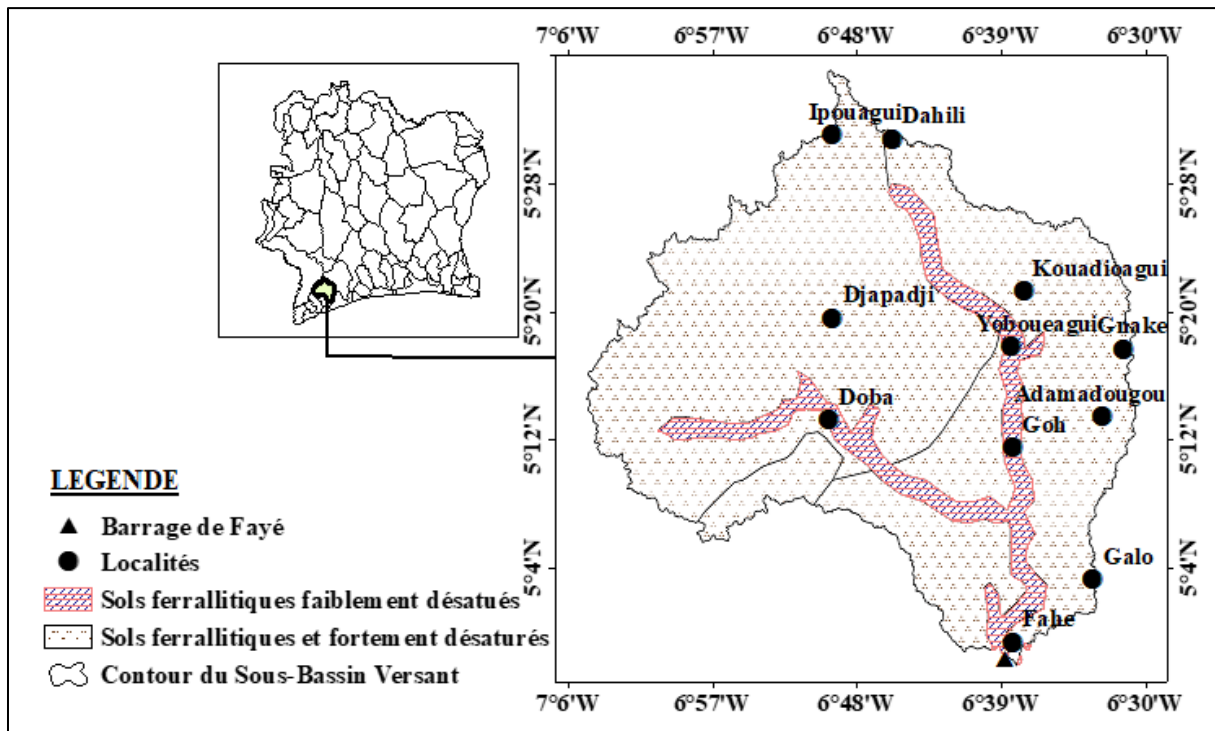 7°6'W 6°57'W 6°48'W 6°39'W 6°30'W
Ipouagui Dahili
5°28'N 5°28'N
Kouadioagui
Djapadji
5°20'N 5°20'N
Yoboueagui Gnake
Doba
Adamadougou
5°12'N 5°12'N
Goh
LEGENDE
Barrage de Fayé
Localités
Sols ferrallitiques faiblement désatués
Sols ferrallitiques et fortement désaturés
Contour du Sous-Bassin Versant
Galo
5°4'N 5°4'N
Fahe
7°6'W 6°57'W 6°48'W 6°39'W 6°30'W